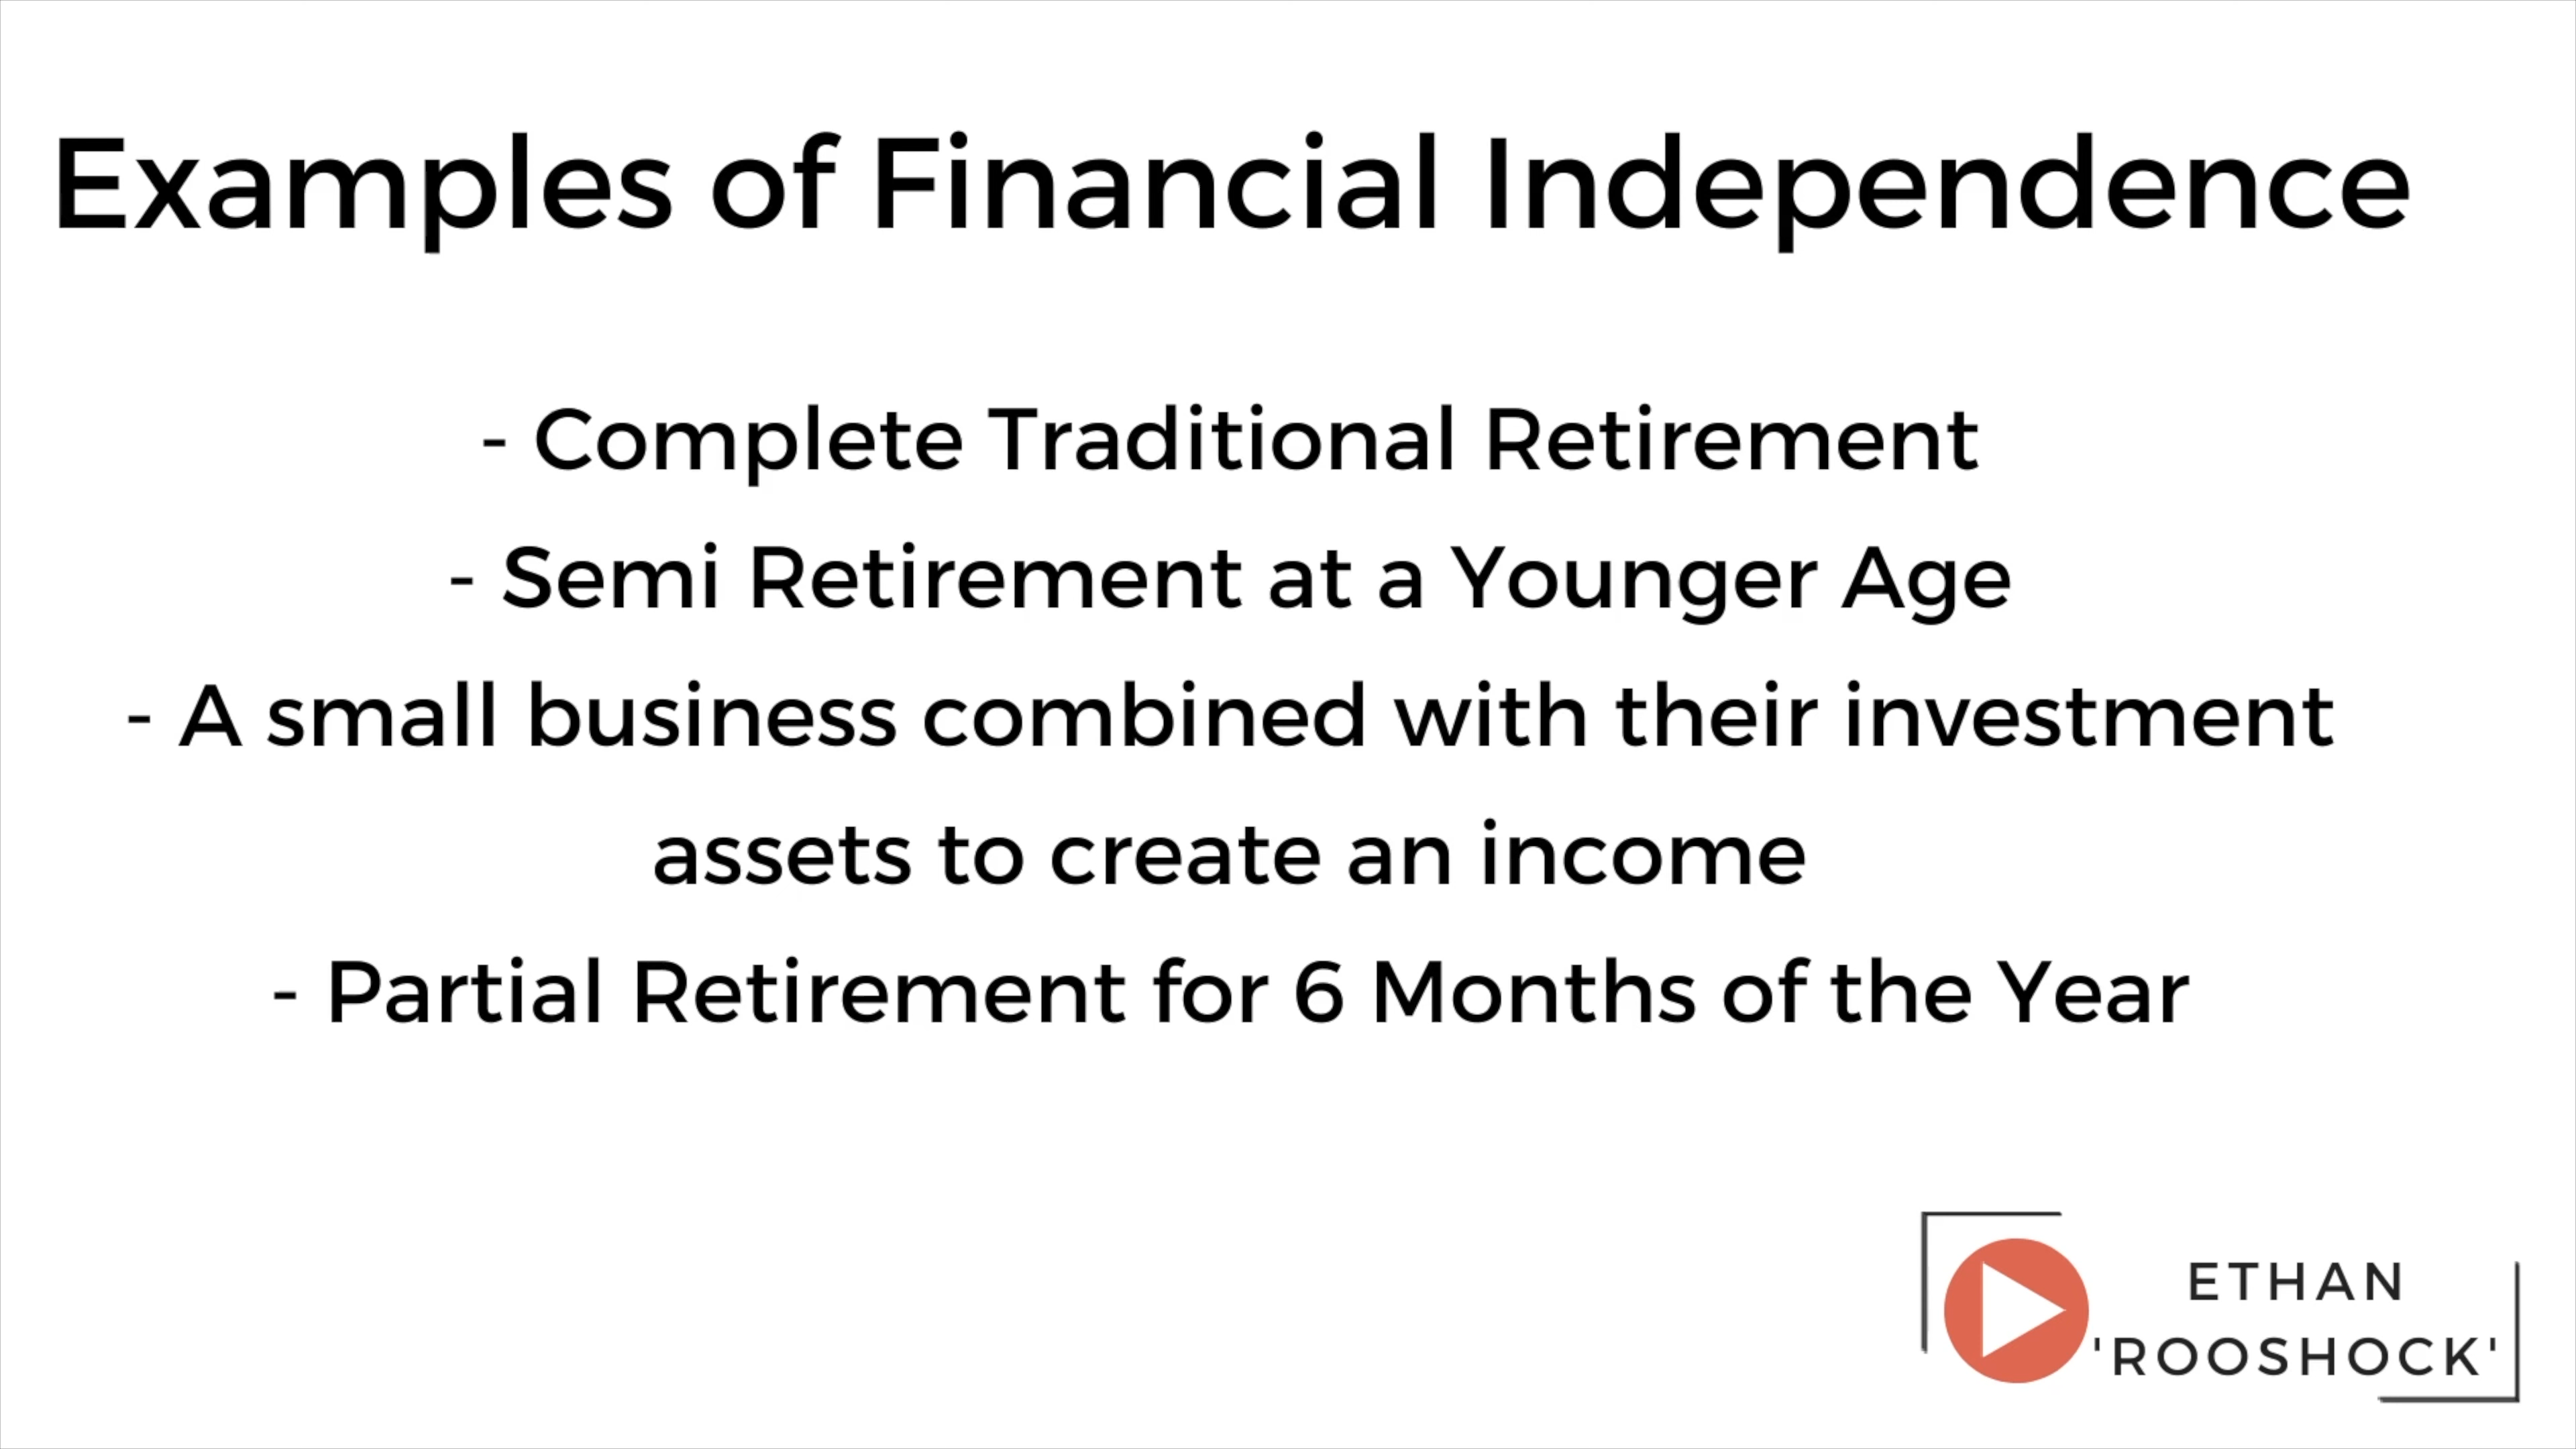 Examples of Financial Independence
- Complete Traditional Retirement
- Semi Retirement at a Younger Age
- A small business combined with their investment
assets to create an income
- Partial Retirement for 6 Months of the Year
ETHAN
'ROOSHOCK'